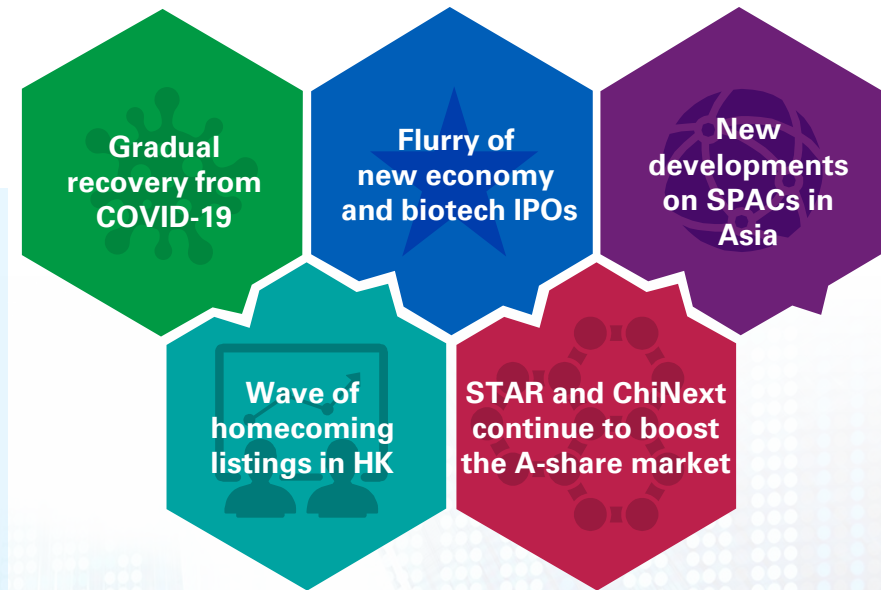 Gradual
recovery from
COVID-19
Flurry of
new economy
and biotech IPOs
New
developments
on SPACs in
Asia
Wave of
homecoming
listings in HK
STAR and ChiNext
continue to boost
the A-share market